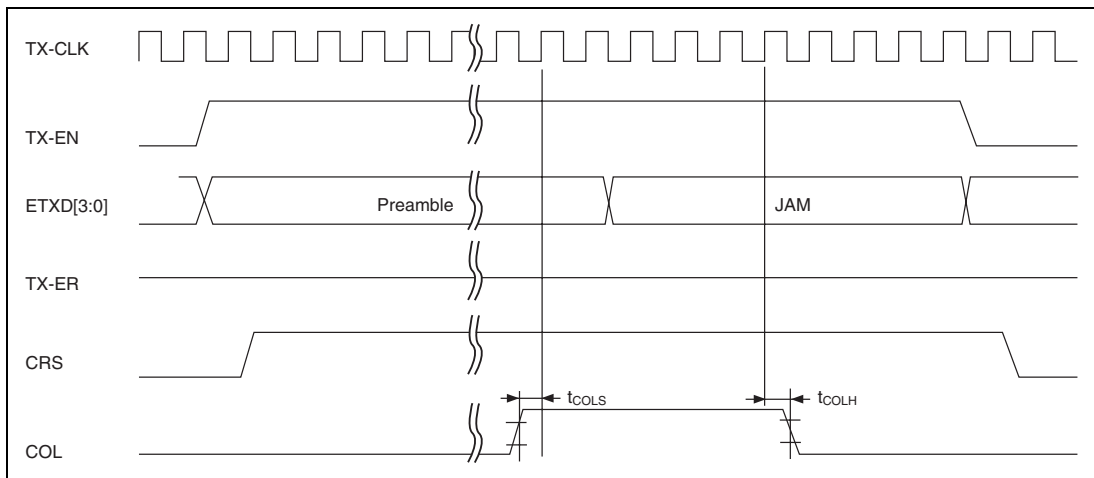 TX-CLK
TX-EN
ETXD[3:0]
Preamble
JAM
TX-ER
CRS
tCOLS
tCOLH
COL